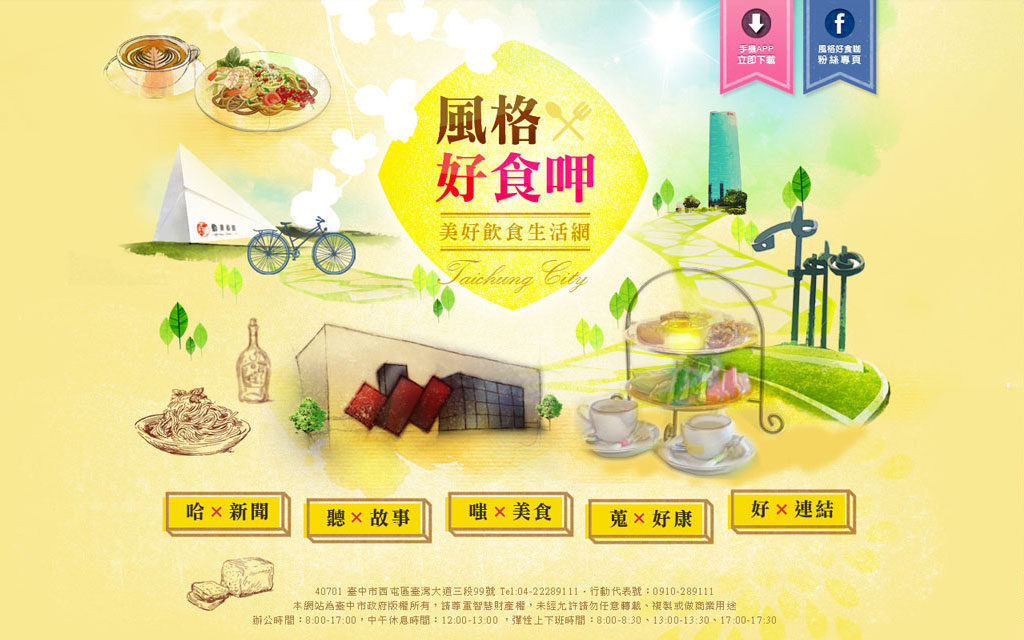 手機APP
立即下載
f
風格好食呷
粉絲專頁
風格
好食呷
美好飲食生活網
Taichung City
哈×新聞
聽×故事
嗤×美食
蒐×好康
好×連結
40701 臺中市西屯區臺灣大道三段99號 Tel:04-22289111‧行動代表號：0910-289111
本網站為臺中市政府版權所有，請尊重智慧財產權，未經允許請勿任意轉載、複製或做商業用途
辦公時間：8:00-17:00，中午休息時間：12:00-13:00 ，彈性上下班時間：8:00-8:30、13:00-13:30、17:00-17:30